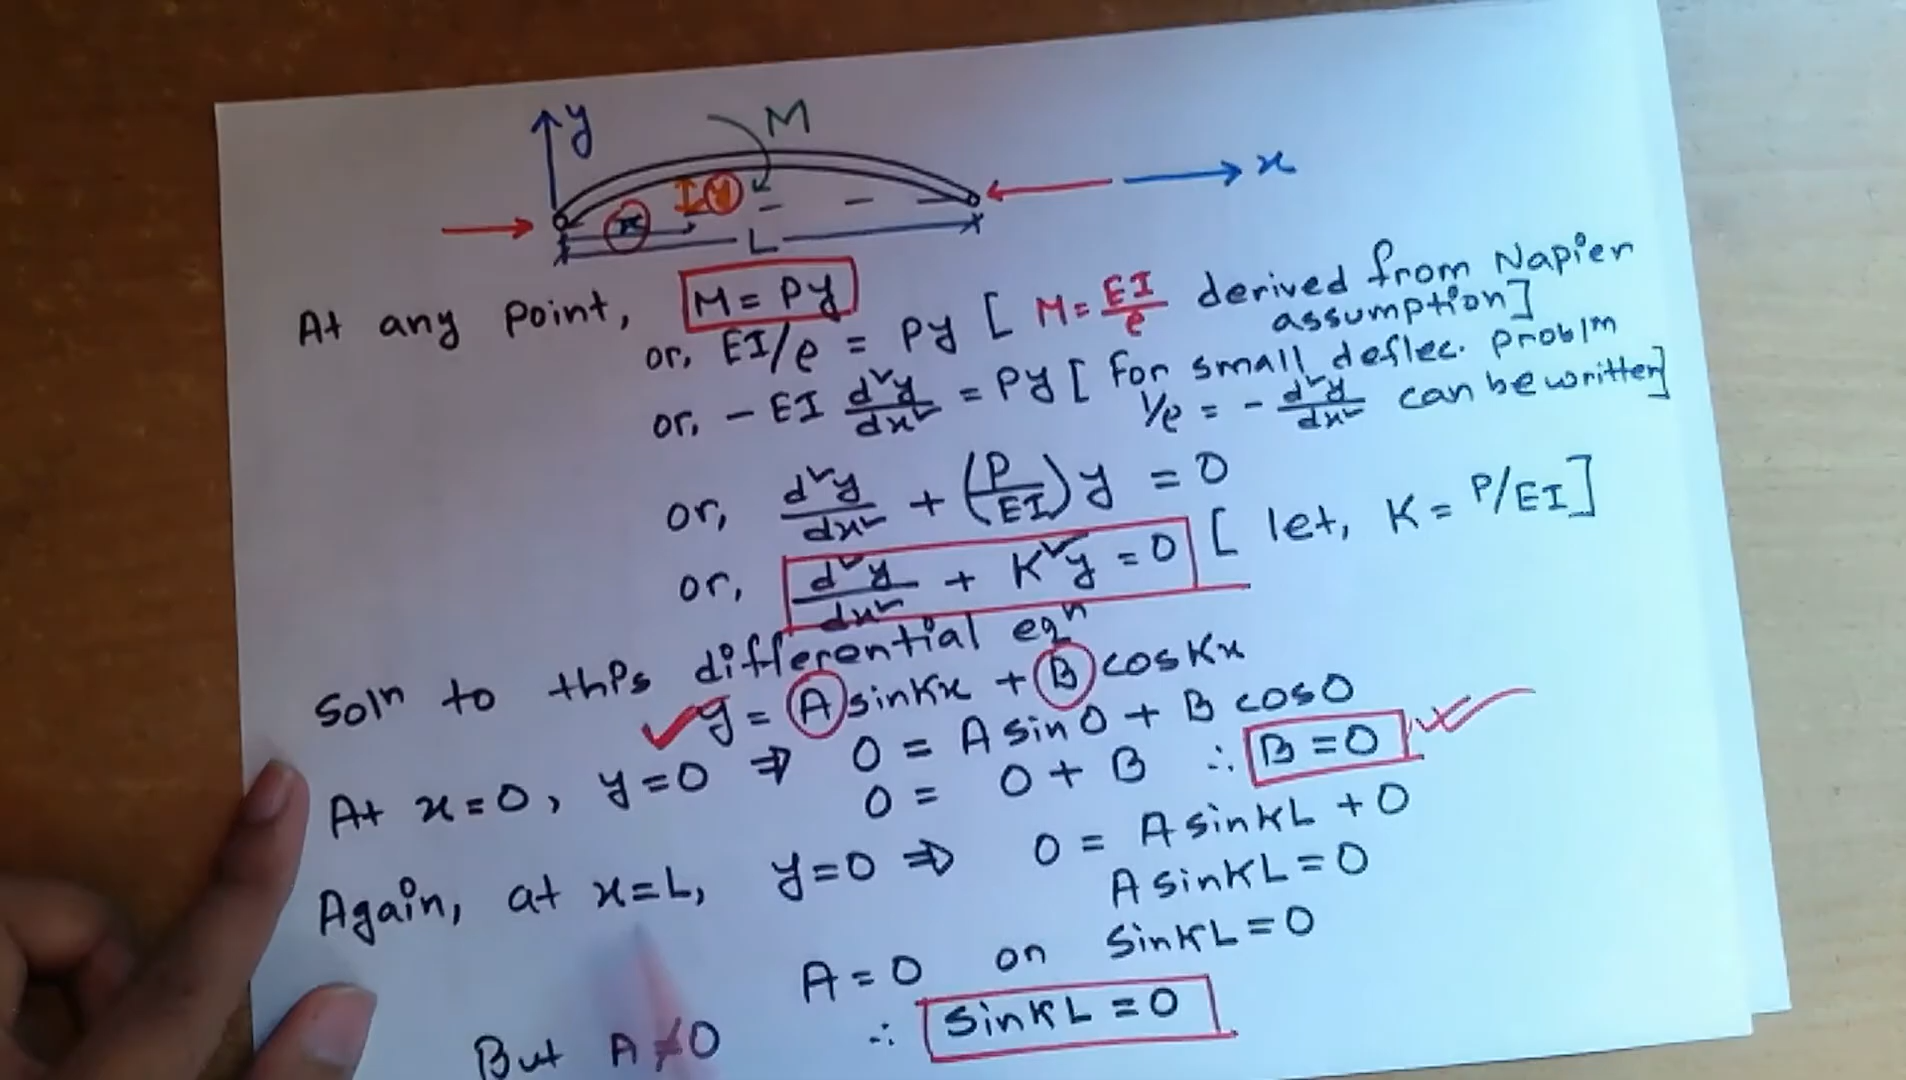 y M x
y
x
L
At any point, M = Py
or, EI/ρ = Py [ M = EI/ρ derived from Napier assumption]
or, - EI d²y/dx² = Py [ For small deflec. problm 1/ρ = - d²y/dx² can be written]
or, d²y/dx² + (P/EI) y = 0
or, d²y/dx² + K²y = 0 [ let, K = P/EI ]
Solⁿ to this differential eqⁿ
y = A sinKx + B cosKx
At x=0, y=0 ⇒ 0 = A sin0 + B cos0
0 = 0 + B ∴ B = 0
Again, at x=L, y=0 ⇒ 0 = A sinKL + 0
A sinKL = 0
A = 0 or sinKL = 0
But A ≠ 0 ∴ sinKL = 0